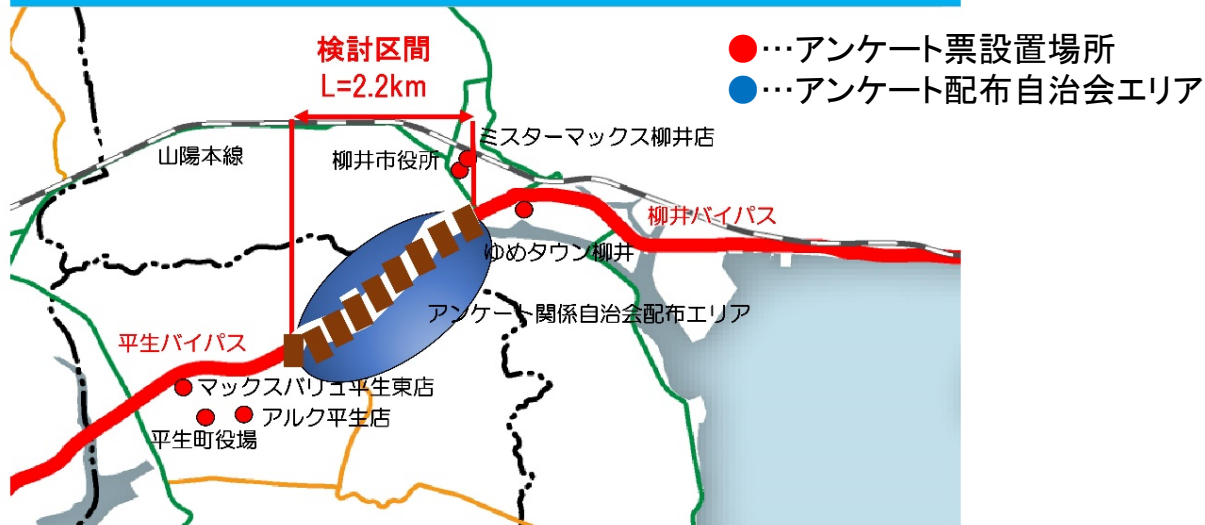 検討区間
L=2.2km
●…アンケート票設置場所
●…アンケート配布自治会エリア
ミスターマックス柳井店
山陽本線
柳井市役所
柳井バイパス
ゆめタウン柳井
アンケート関係自治会配布エリア
平生バイパス
マックスバリュ平生東店
アルク平生店
平生町役場